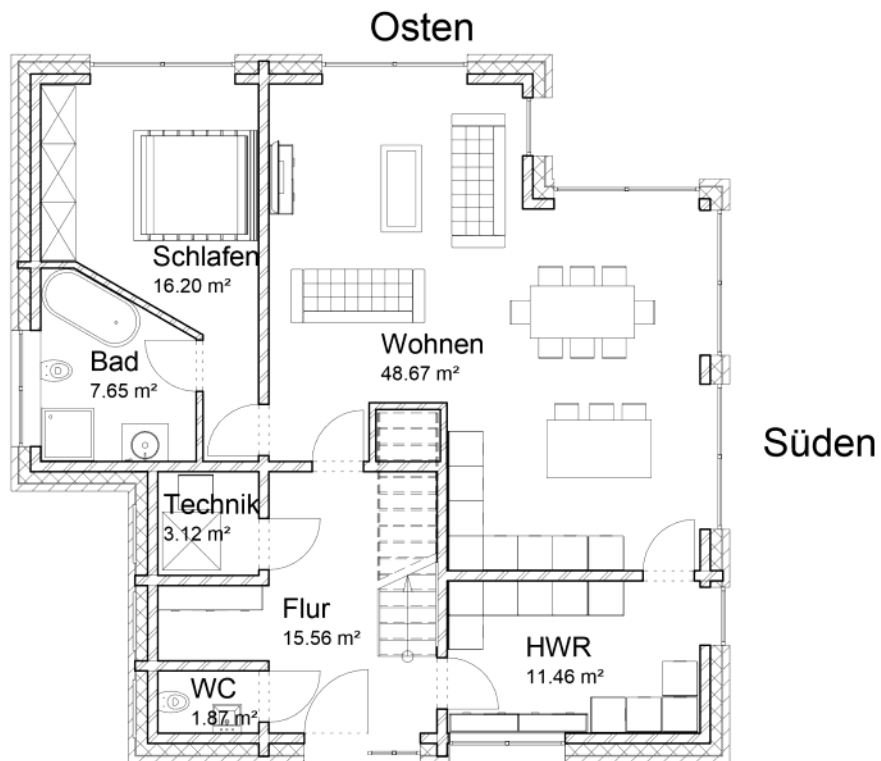 Osten
Schlafen
16.20 m²
Bad
7.65 m²
Wohnen
48.67 m²
Süden
Technik
3.12 m²
Flur
15.56 m²
HWR
11.46 m²
WC
1.87 m²